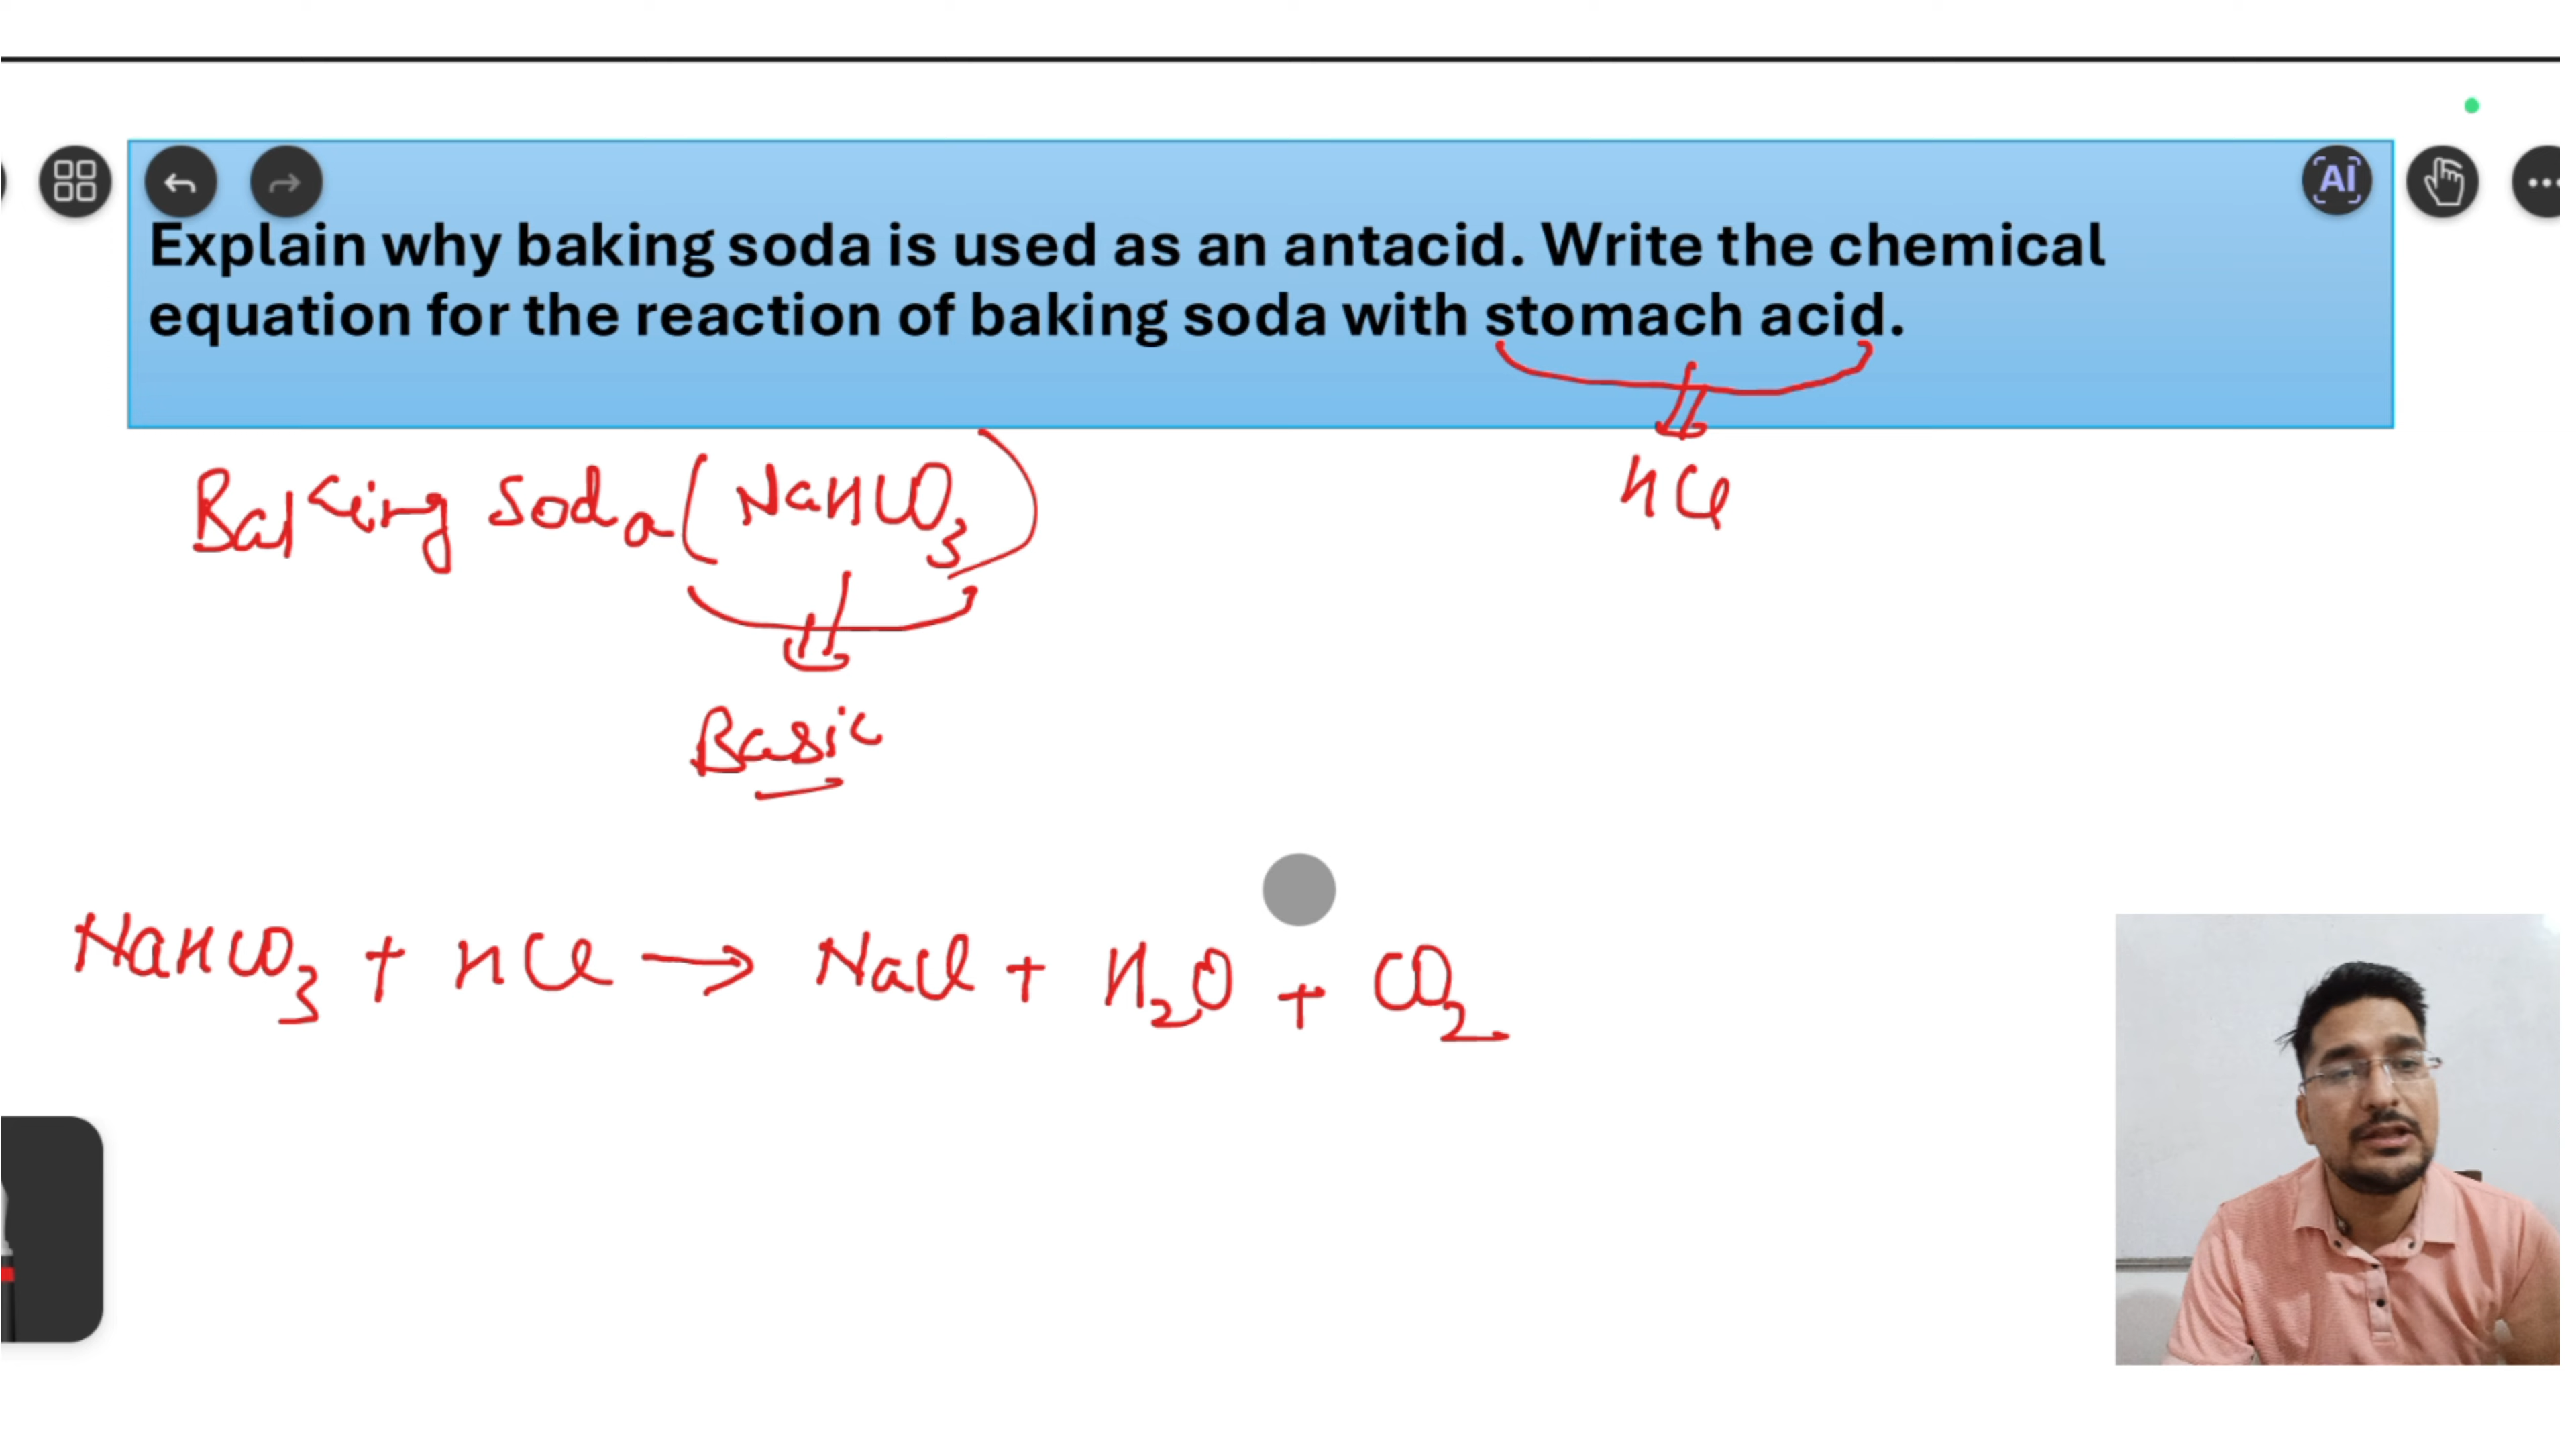 AI
Explain why baking soda is used as an antacid. Write the chemical
equation for the reaction of baking soda with stomach acid.
HCl
Baking Soda (NaHCO3)
Basic
NaHCO3 + HCl → NaCl + H2O + CO2